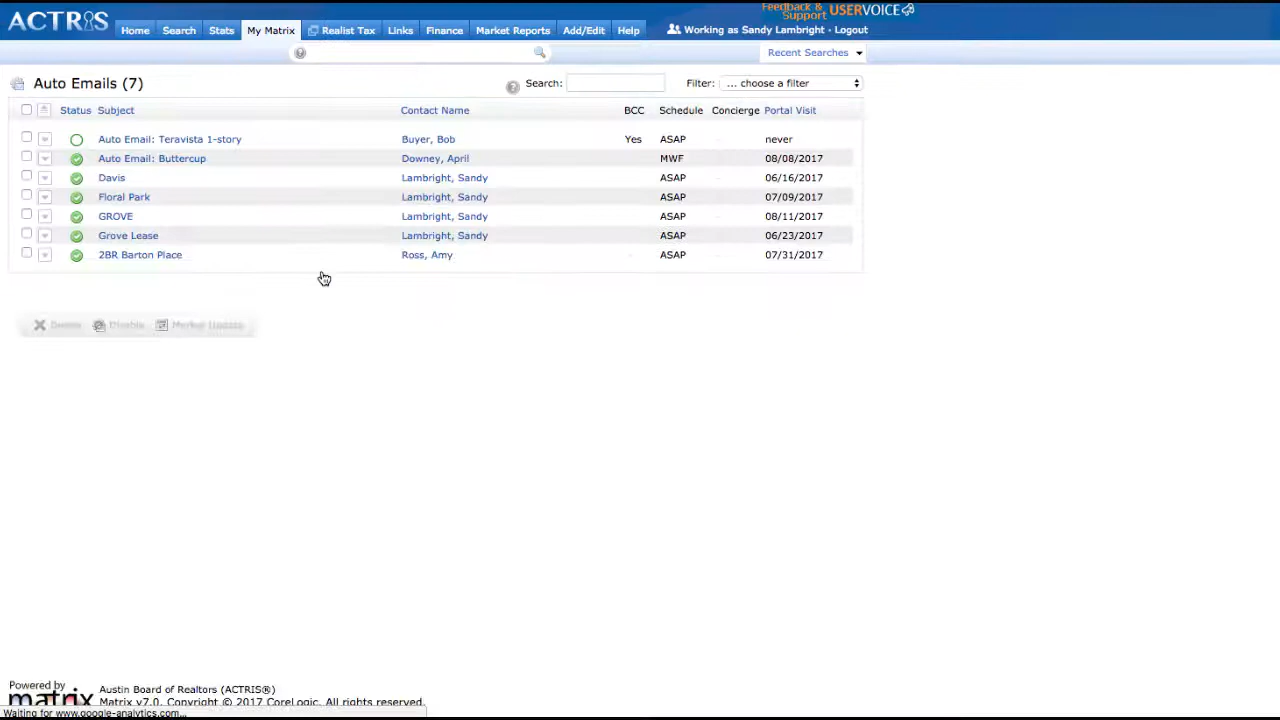 Feedback & Support USERVOICE
ACTRIS Home Search Stats My Matrix Realist Tax Links Finance Market Reports Add/Edit Help Working as Sandy Lambright · Logout
Recent Searches
Auto Emails (7) Search: Filter: ... choose a filter
Status Subject Contact Name BCC Schedule Concierge Portal Visit
Auto Email: Teravista 1-story Buyer, Bob Yes ASAP never
Auto Email: Buttercup Downey, April MWF 08/08/2017
Davis Lambright, Sandy ASAP 06/16/2017
Floral Park Lambright, Sandy ASAP 07/09/2017
GROVE Lambright, Sandy ASAP 08/11/2017
Grove Lease Lambright, Sandy ASAP 06/23/2017
2BR Barton Place Ross, Amy ASAP 07/31/2017
Delete Disable Market Update
Powered by
matrix
Austin Board of Realtors (ACTRIS®)
Matrix v7.0. Copyright © 2017 CoreLogic. All rights reserved.
Waiting for www.google-analytics.com...